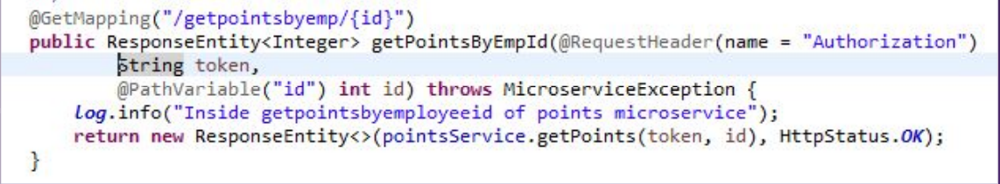 @GetMapping("/getpointsbyemp/{id}")
public ResponseEntity<Integer> getPointsByEmpId(@RequestHeader(name = "Authorization")
String token,
@PathVariable("id") int id) throws MicroserviceException {
log.info("Inside getpointsbyemployeeid of points microservice");
return new ResponseEntity<>(pointsService.getPoints(token, id), HttpStatus.OK);
}